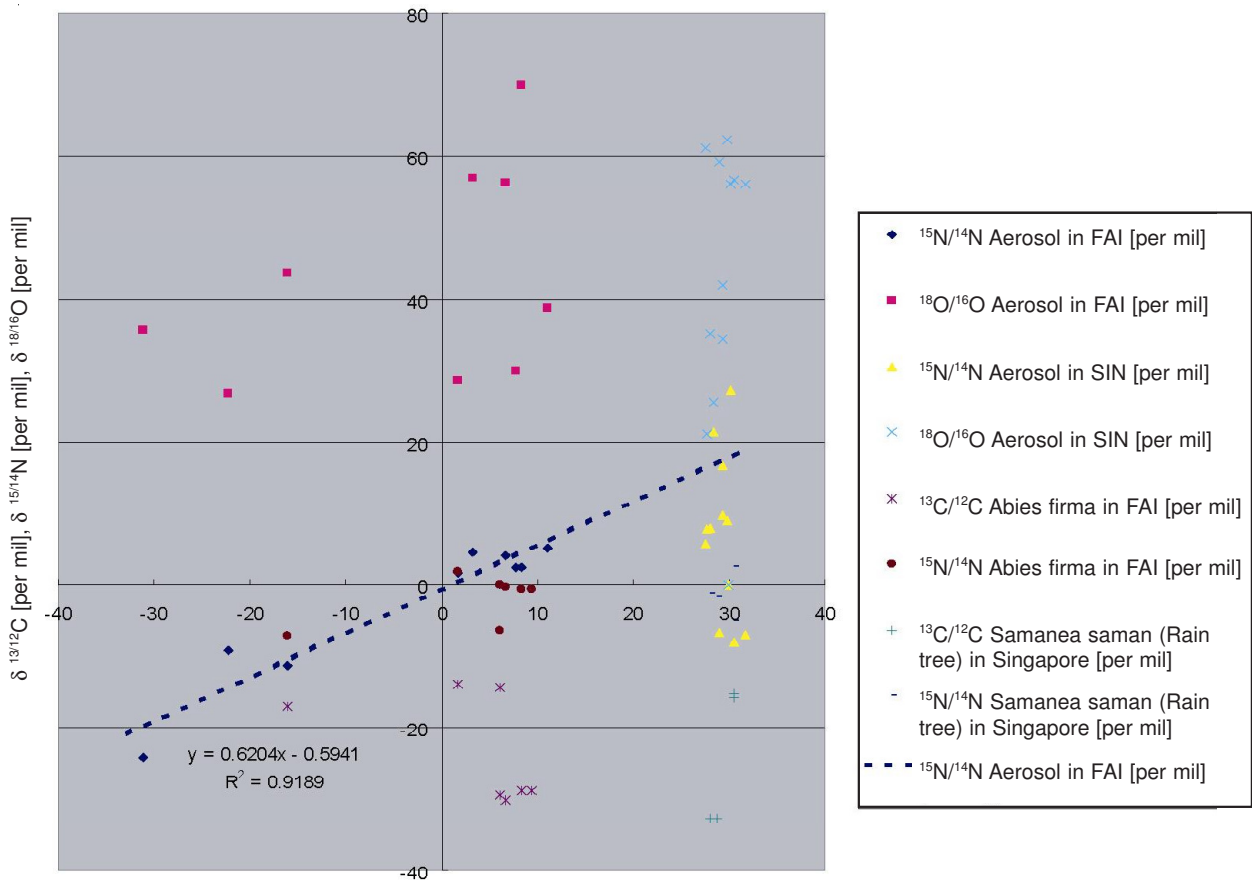 δ ¹³/¹²C [per mil], δ ¹⁵/¹⁴N [per mil], δ ¹⁸/¹⁶O [per mil]
80
60
40
20
0
-20
-40
-40 -30 -20 -10 0 10 20 30 40
y = 0.6204x - 0.5941
R² = 0.9189
¹⁵N/¹⁴N Aerosol in FAI [per mil]
¹⁸O/¹⁶O Aerosol in FAI [per mil]
¹⁵N/¹⁴N Aerosol in SIN [per mil]
¹⁸O/¹⁶O Aerosol in SIN [per mil]
¹³C/¹²C Abies firma in FAI [per mil]
¹⁵N/¹⁴N Abies firma in FAI [per mil]
¹³C/¹²C Samanea saman (Rain
tree) in Singapore [per mil]
¹⁵N/¹⁴N Samanea saman (Rain
tree) in Singapore [per mil]
¹⁵N/¹⁴N Aerosol in FAI [per mil]